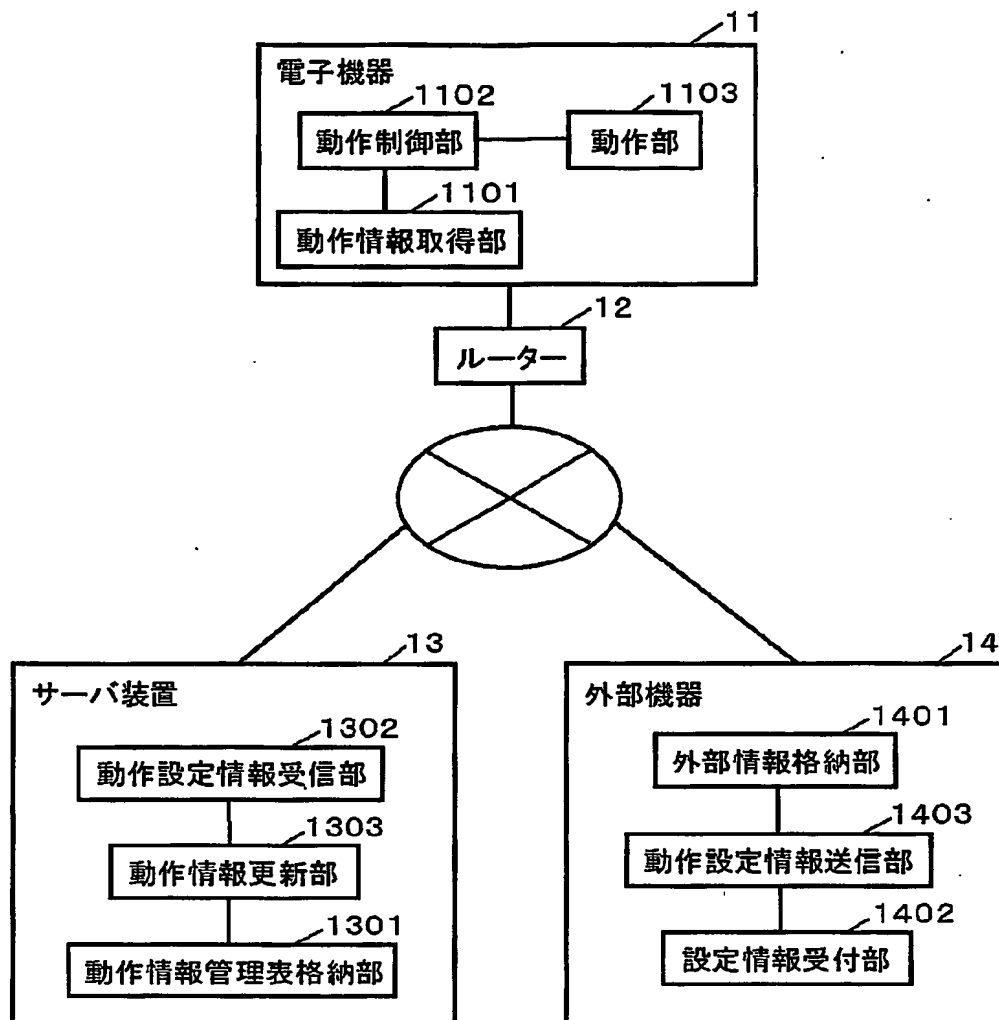 11
電子機器
1102
1103
動作制御部
動作部
1101
動作情報取得部
12
ルーター
13
サーバ装置
1302
動作設定情報受信部
1303
動作情報更新部
1301
動作情報管理表格納部
14
外部機器
1401
外部情報格納部
1403
動作設定情報送信部
1402
設定情報受付部